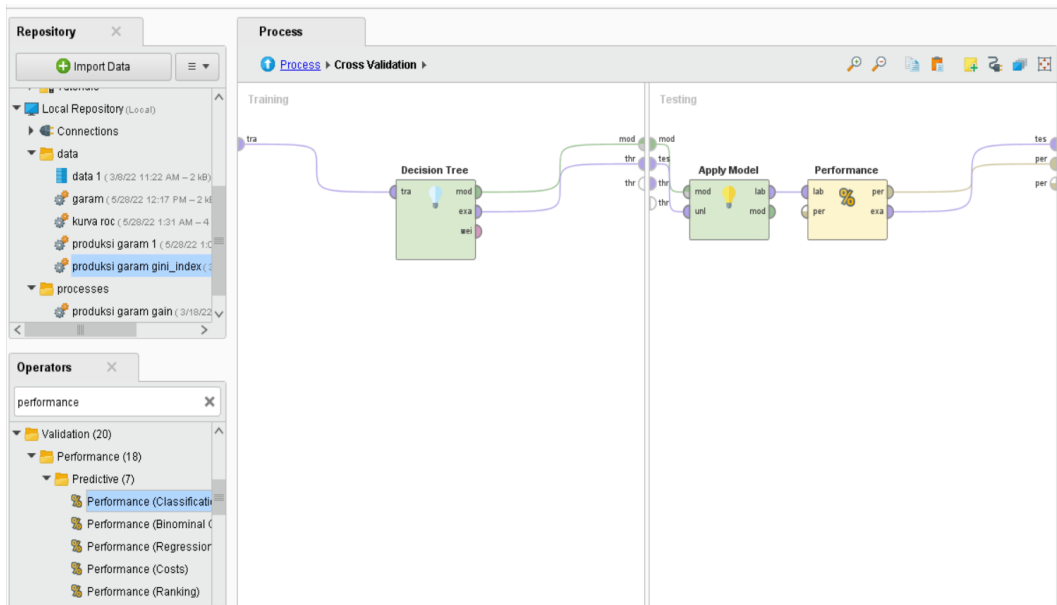 Repository
Import Data
Local Repository (Local)
Connections
data
data 1 (3/8/22 11:22 AM – 2 kB)
garam (5/28/22 12:17 PM – 2 kB
kurva roc (5/28/22 1:31 AM – 4
produksi garam 1 (5/28/22 1:0
produksi garam gini_index (3
processes
produksi garam gain (3/18/22
Operators
performance
Validation (20)
Performance (18)
Predictive (7)
Performance (Classificati
Performance (Binominal
Performance (Regression
Performance (Costs)
Performance (Ranking)
Process
Process Cross Validation
Training
tra
Decision Tree
tra mod
exa
wei
mod
thr
thr
Testing
mod
tes
thr
thr
Apply Model
mod lab
unl mod
Performance
lab per
per exa
tes
per
per